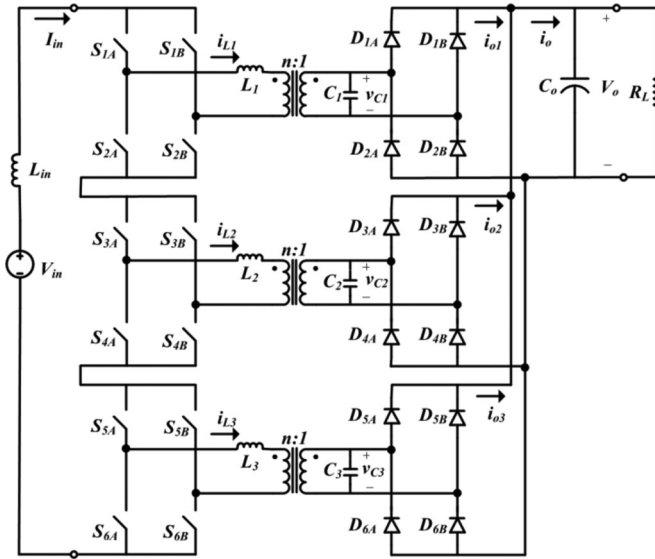 I_in S_1A S_1B i_L1 n:1 D_1A D_1B i_o1 i_o
L_1 C_1 + v_C1 – C_o + V_o – R_L
S_2A S_2B D_2A D_2B
L_in
S_3A S_3B i_L2 n:1 D_3A D_3B i_o2
+ – V_in L_2 C_2 + v_C2 –
S_4A S_4B D_4A D_4B
S_5A S_5B i_L3 n:1 D_5A D_5B i_o3
L_3 C_3 + v_C3 –
S_6A S_6B D_6A D_6B